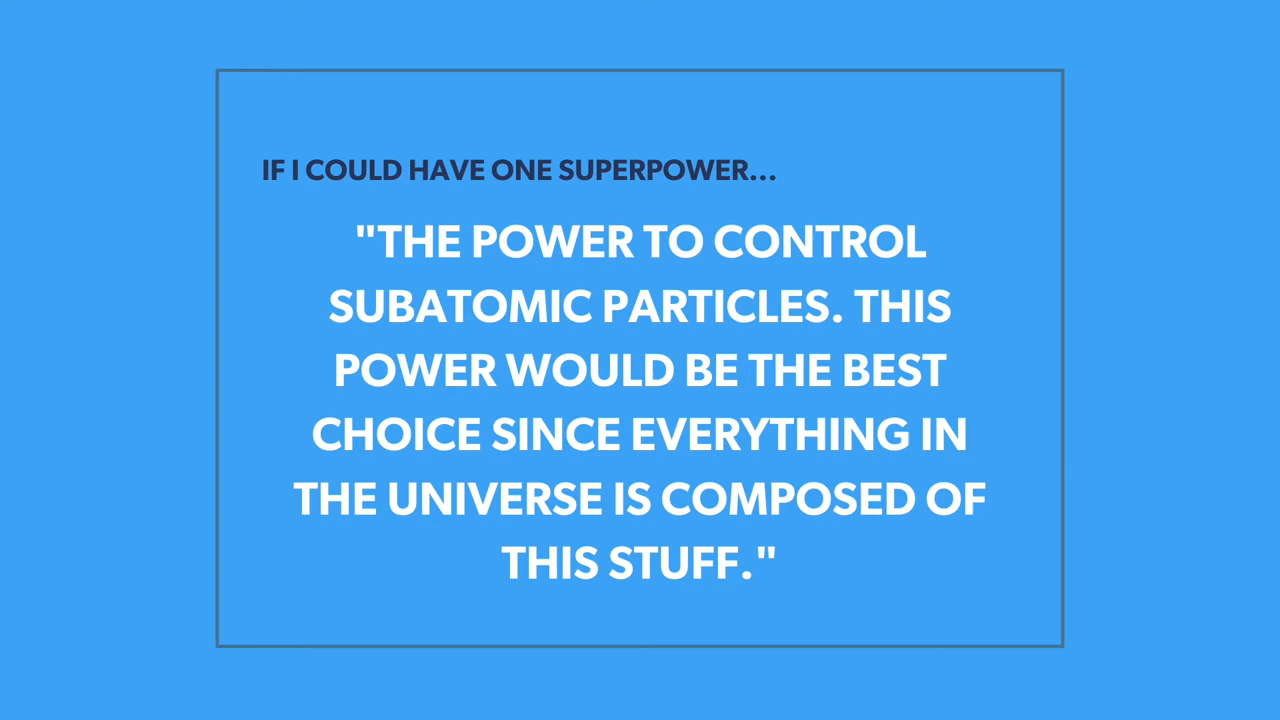 IF I COULD HAVE ONE SUPERPOWER...
"THE POWER TO CONTROL
SUBATOMIC PARTICLES. THIS
POWER WOULD BE THE BEST
CHOICE SINCE EVERYTHING IN
THE UNIVERSE IS COMPOSED OF
THIS STUFF."